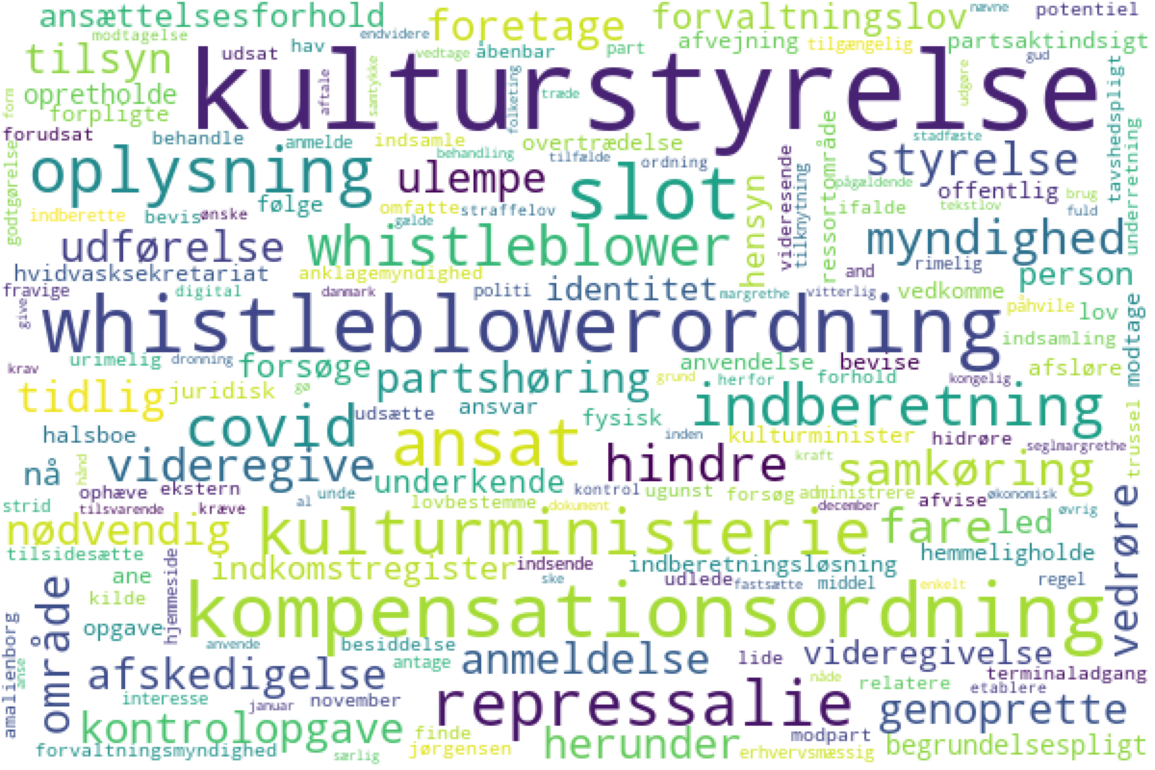 ansættelsesforhold foretage forvaltningslov nævne potentiel
modtagelse endvidere
udsat hav vedtage åbenbar part afvejning tilgængelig partsaktindsigt
tilsyn kulturstyrelse gud
aftale samtykke folketing træde udgøre tavshedspligt
opretholde
form forpligte
forudsat behandle anmelde indsamle overtrædelse stadfæste
godtgørelse behandling tilfælde ordning ressortområde underretning
oplysning ulempe slot styrelse
hensyn videresende tilknytning pågældende offentlig brug
indberette bevis ønske følge omfatte straffelov ifalde tekstlov fuld
gælde
udførelse whistleblower myndighed
hvidvasksekretariat anklagemyndighed and rimelig person
fravige digital danmark politi identitet margrethe vitterlig vedkomme
give whistleblowerordning påhvile lov
modtage indsamling
krav urimelig dronning forsøge anvendelse bevise afsløre
tidlig juridisk gø partshøring grund herfor forhold kongelig
covid udsætte ansvar fysisk indberetning
halsboe ansat inden kulturminister hidrøre seglmargrethe
trussel
nå hånd videregive hindre kraft samkøring
ophæve ekstern underkende kontrol ugunst forsøg administrere afvise økonomisk
strid tilsvarende kræve al unde lovbestemme dokument december øvrig
nødvendig kulturministerie fare led
tilsidesætte indkomstregister indsende indberetningsløsning hemmeligholde
ane hjemmeside ske udlede fastsætte middel enkelt regel
kilde kompensationsordning
vedrøre
område opgave
anvende besiddelse
amalienborg anse afskedigelse antage anmeldelse lide videregivelse
nåde relatere etablere terminaladgang
interesse januar november repressalie genoprette
kontrolopgave finde modpart
forvaltningsmyndighed særlig jørgensen herunder erhvervsmæssig begrundelsespligt